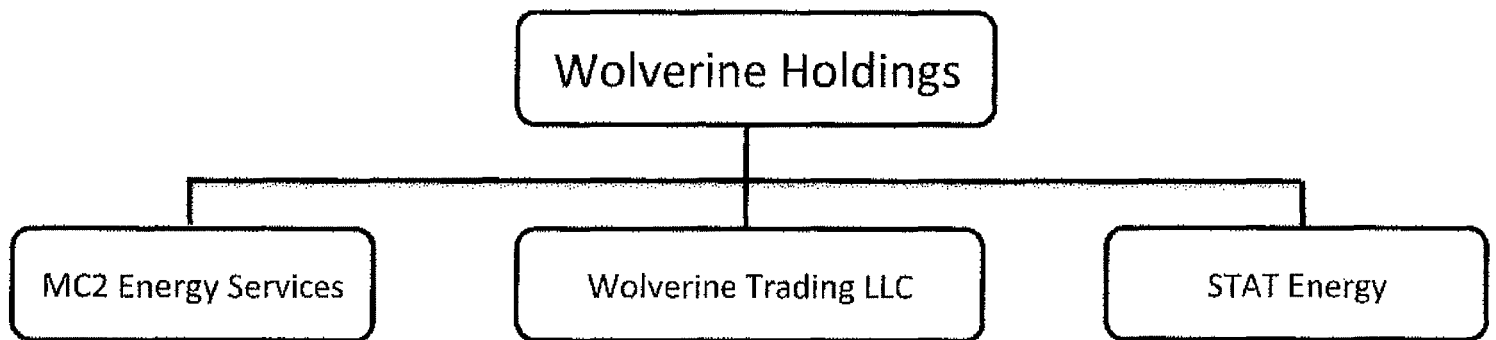 Wolverine Holdings
MC2 Energy Services
Wolverine Trading LLC
STAT Energy